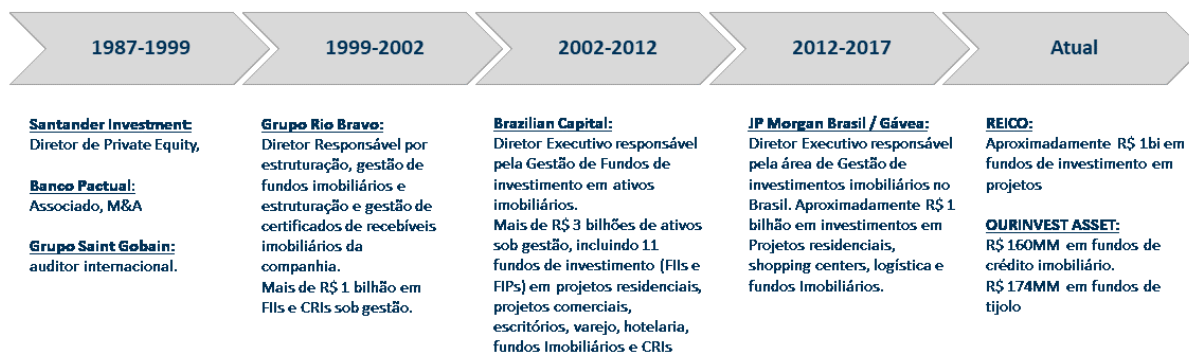 1987-1999
1999-2002
2002-2012
2012-2017
Atual
Santander Investment:
Diretor de Private Equity,
Banco Pactual:
Associado, M&A
Grupo Saint Gobain:
auditor internacional.
Grupo Rio Bravo:
Diretor Responsável por
estruturação, gestão de
fundos imobiliários e
estruturação e gestão de
certificados de recebíveis
imobiliários da
companhia.
Mais de R$ 1 bilhão em
FIIs e CRIs sob gestão.
Brazilian Capital:
Diretor Executivo responsável
pela Gestão de Fundos de
investimento em ativos
imobiliários.
Mais de R$ 3 bilhões de ativos
sob gestão, incluindo 11
fundos de investimento (FIIs e
FIPs) em projetos residenciais,
projetos comerciais,
escritórios, varejo, hotelaria,
fundos Imobiliários e CRIs
JP Morgan Brasil / Gávea:
Diretor Executivo responsável
pela área de Gestão de
investimentos imobiliários no
Brasil. Aproximadamente R$ 1
bilhão em investimentos em
Projetos residenciais,
shopping centers, logística e
fundos Imobiliários.
REICO:
Aproximadamente R$ 1bi em
fundos de investimento em
projetos
OURINVEST ASSET:
R$ 160MM em fundos de
crédito imobiliário.
R$ 174MM em fundos de
tijolo